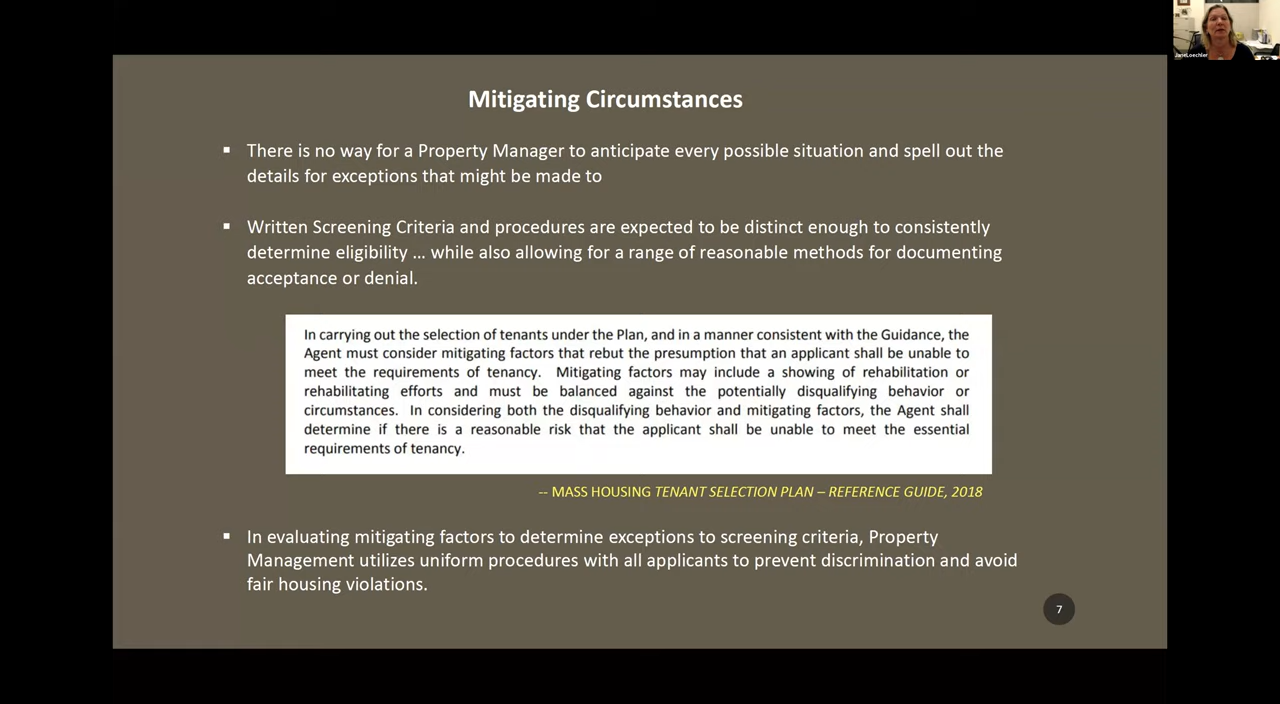 JaneLoechler
Mitigating Circumstances
▪ There is no way for a Property Manager to anticipate every possible situation and spell out the
details for exceptions that might be made to
▪ Written Screening Criteria and procedures are expected to be distinct enough to consistently
determine eligibility … while also allowing for a range of reasonable methods for documenting
acceptance or denial.
In carrying out the selection of tenants under the Plan, and in a manner consistent with the Guidance, the
Agent must consider mitigating factors that rebut the presumption that an applicant shall be unable to
meet the requirements of tenancy. Mitigating factors may include a showing of rehabilitation or
rehabilitating efforts and must be balanced against the potentially disqualifying behavior or
circumstances. In considering both the disqualifying behavior and mitigating factors, the Agent shall
determine if there is a reasonable risk that the applicant shall be unable to meet the essential
requirements of tenancy.
-- MASS HOUSING TENANT SELECTION PLAN – REFERENCE GUIDE, 2018
▪ In evaluating mitigating factors to determine exceptions to screening criteria, Property
Management utilizes uniform procedures with all applicants to prevent discrimination and avoid
fair housing violations.
7